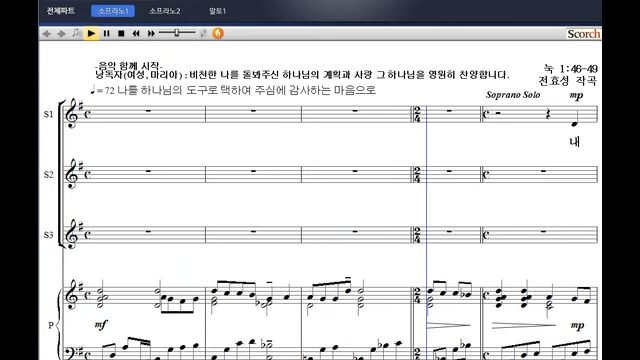 전체파트 소프라노1 소프라노2 알토1
Scorch
-음악 함께 시작-
낭독자(여성, 마리아) : 비천한 나를 돌봐주신 하나님의 계획과 사랑 그 하나님을 영원히 찬양합니다.
눅 1:46-49
전효성 작곡
♩= 72 나를 하나님의 도구로 택하여 주심에 감사하는 마음으로
Soprano Solo mp
S1
내
S2
S3
P
mf mp